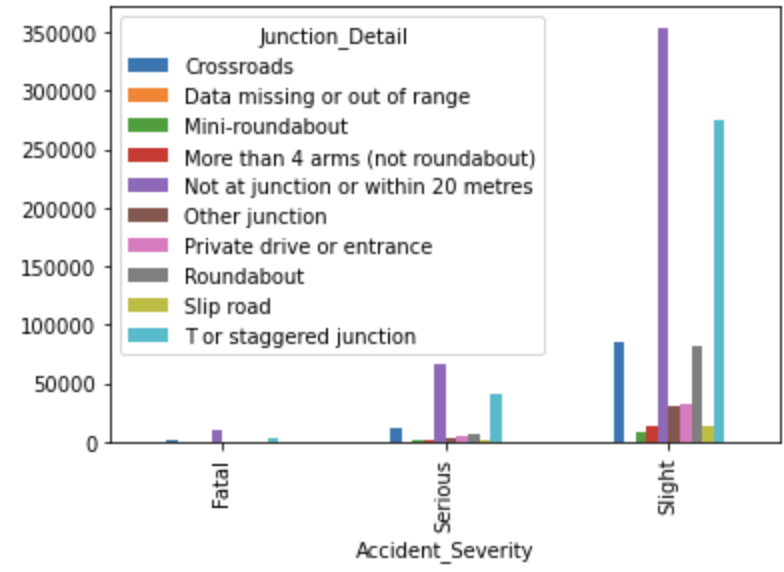 350000
300000
250000
200000
150000
100000
50000
0
Junction_Detail
Crossroads
Data missing or out of range
Mini-roundabout
More than 4 arms (not roundabout)
Not at junction or within 20 metres
Other junction
Private drive or entrance
Roundabout
Slip road
T or staggered junction
Fatal
Serious
Slight
Accident_Severity